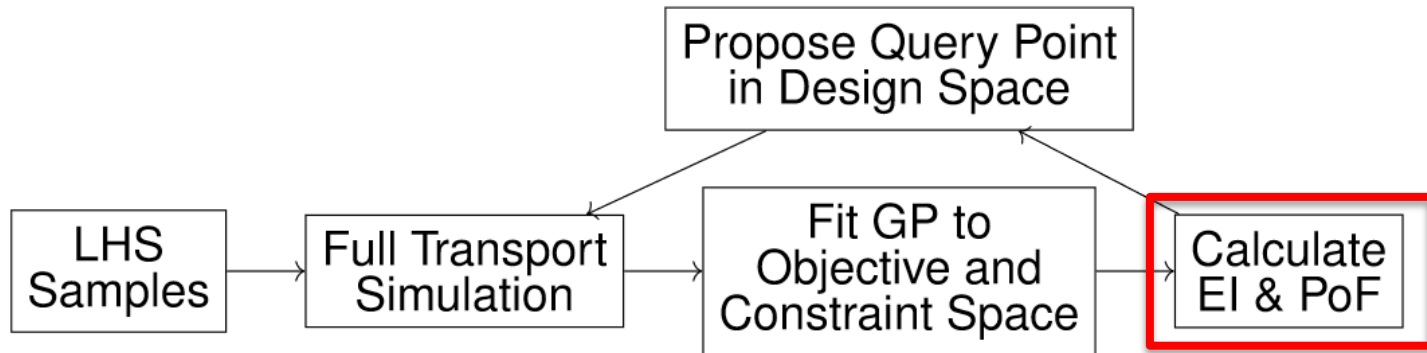 Propose Query Point
in Design Space
LHS
Samples
Full Transport
Simulation
Fit GP to
Objective and
Constraint Space
Calculate
EI & PoF